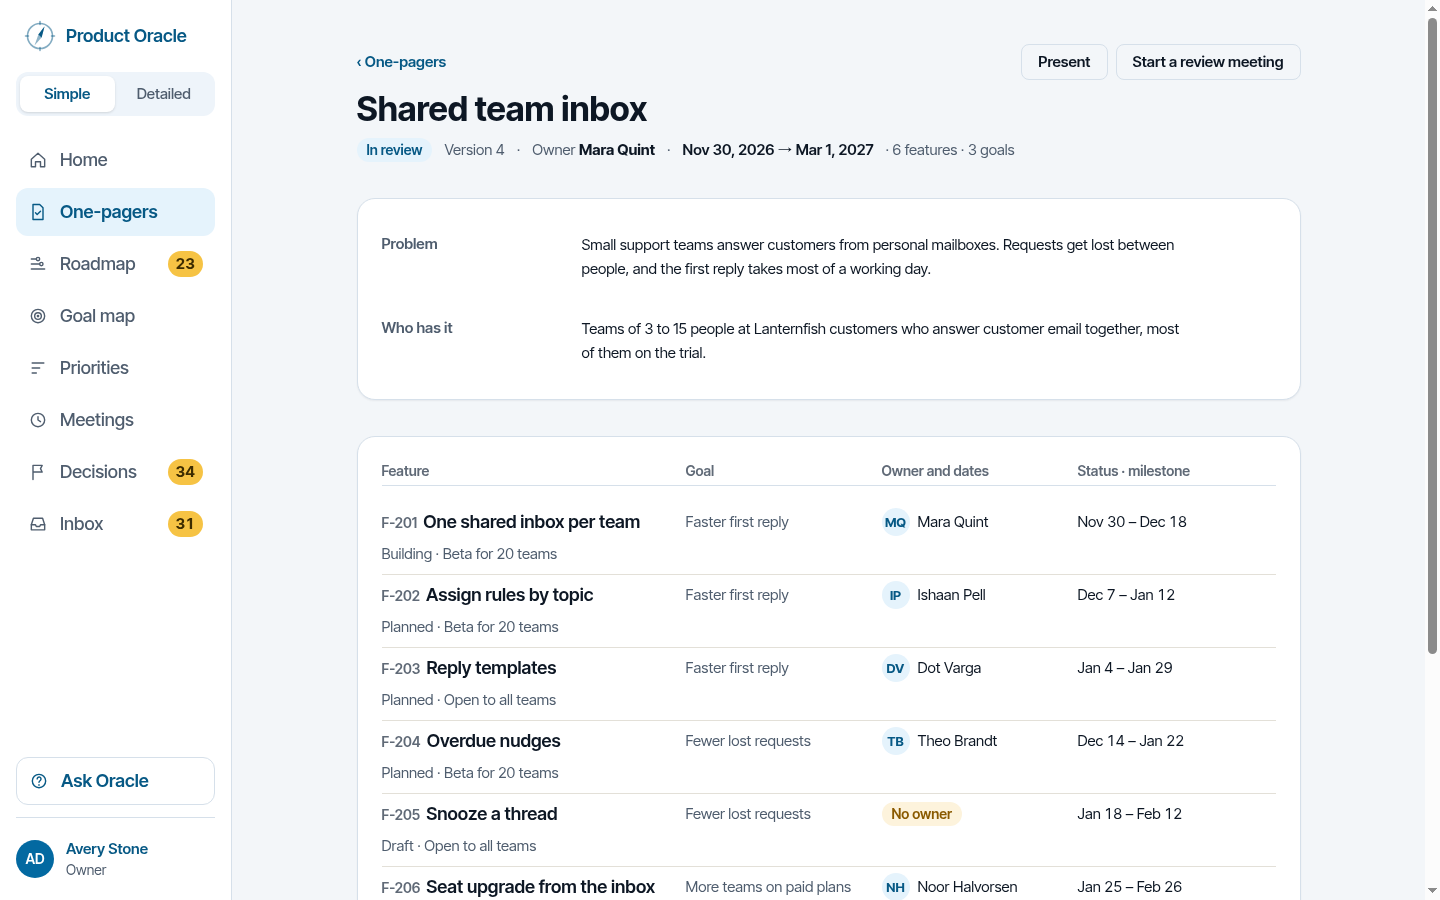 Product Oracle
Simple
Detailed
Home
One-pagers
Roadmap 23
Goal map
Priorities
Meetings
Decisions 34
Inbox 31
Ask Oracle
AD
Avery Stone
Owner
‹ One-pagers
Present
Start a review meeting
Shared team inbox
In review Version 4 · Owner Mara Quint · Nov 30, 2026 → Mar 1, 2027 · 6 features · 3 goals
Problem
Small support teams answer customers from personal mailboxes. Requests get lost between
people, and the first reply takes most of a working day.
Who has it
Teams of 3 to 15 people at Lanternfish customers who answer customer email together, most
of them on the trial.
Feature Goal Owner and dates Status · milestone
F-201 One shared inbox per team Faster first reply MQ Mara Quint Nov 30 – Dec 18
Building · Beta for 20 teams
F-202 Assign rules by topic Faster first reply IP Ishaan Pell Dec 7 – Jan 12
Planned · Beta for 20 teams
F-203 Reply templates Faster first reply DV Dot Varga Jan 4 – Jan 29
Planned · Open to all teams
F-204 Overdue nudges Fewer lost requests TB Theo Brandt Dec 14 – Jan 22
Planned · Beta for 20 teams
F-205 Snooze a thread Fewer lost requests No owner Jan 18 – Feb 12
Draft · Open to all teams
F-206 Seat upgrade from the inbox More teams on paid plans NH Noor Halvorsen Jan 25 – Feb 26